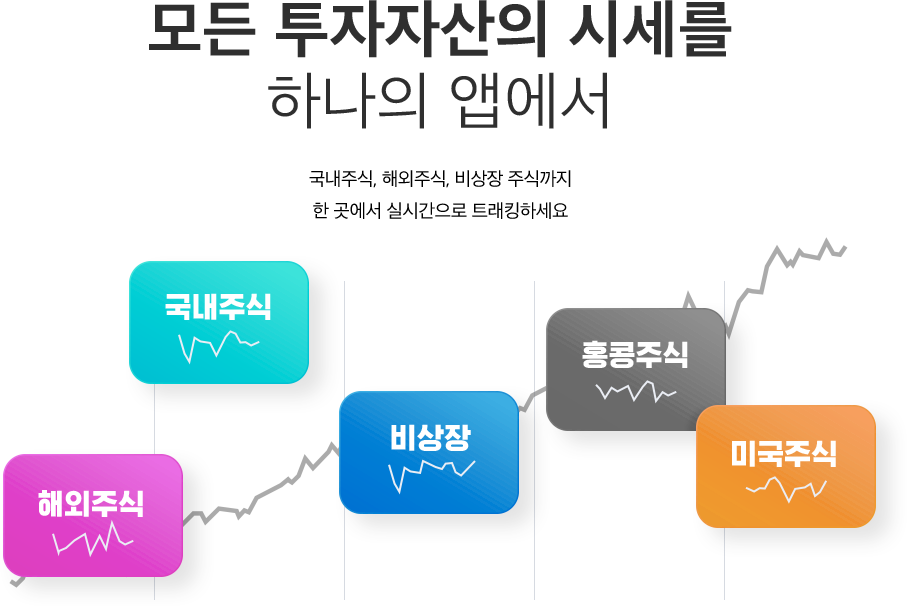 모든 투자자산의 시세를
하나의 앱에서
국내주식, 해외주식, 비상장 주식까지
한 곳에서 실시간으로 트래킹하세요
국내주식
홍콩주식
비상장
미국주식
해외주식